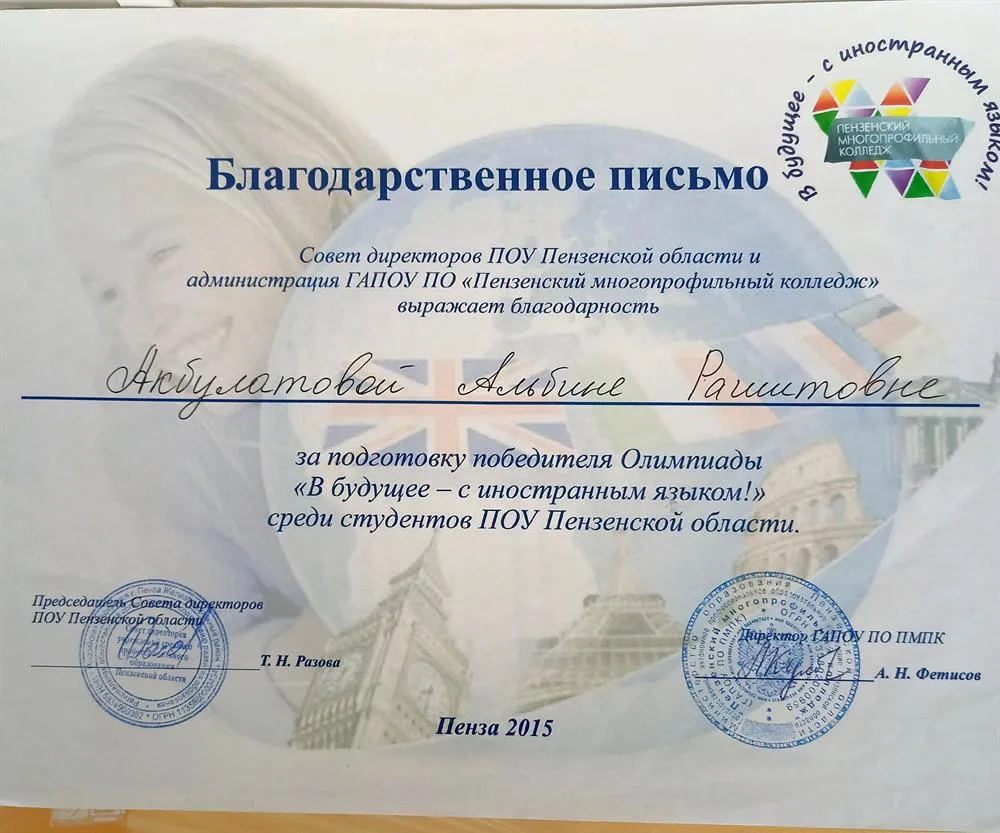 В будущее - с иностранным языком!
ПЕНЗЕНСКИЙ
МНОГОПРОФИЛЬНЫЙ
КОЛЛЕДЖ
Благодарственное письмо
Совет директоров ПОУ Пензенской области и
администрация ГАПОУ ПО «Пензенский многопрофильный колледж»
выражает благодарность
Акбулатовой Альбине Рашитовне
за подготовку победителя Олимпиады
«В будущее – с иностранным языком!»
среди студентов ПОУ Пензенской области.
Председатель Совета директоров
ПОУ Пензенской области
Т. Н. Разова
Директор ГАПОУ ПО ПМПК
А. Н. Фетисов
Пенза 2015